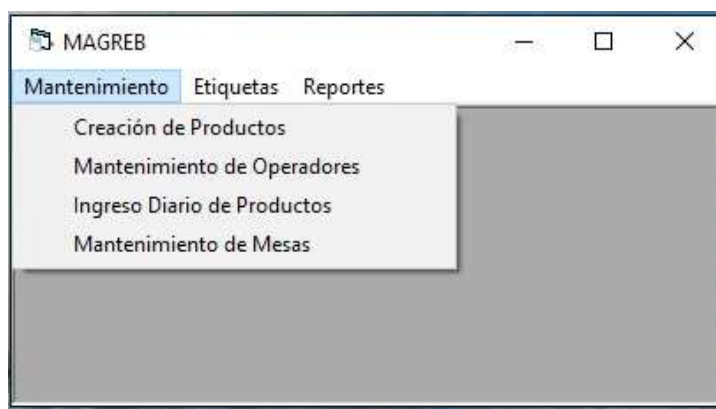 MAGREB
Mantenimiento Etiquetas Reportes
Creación de Productos
Mantenimiento de Operadores
Ingreso Diario de Productos
Mantenimiento de Mesas